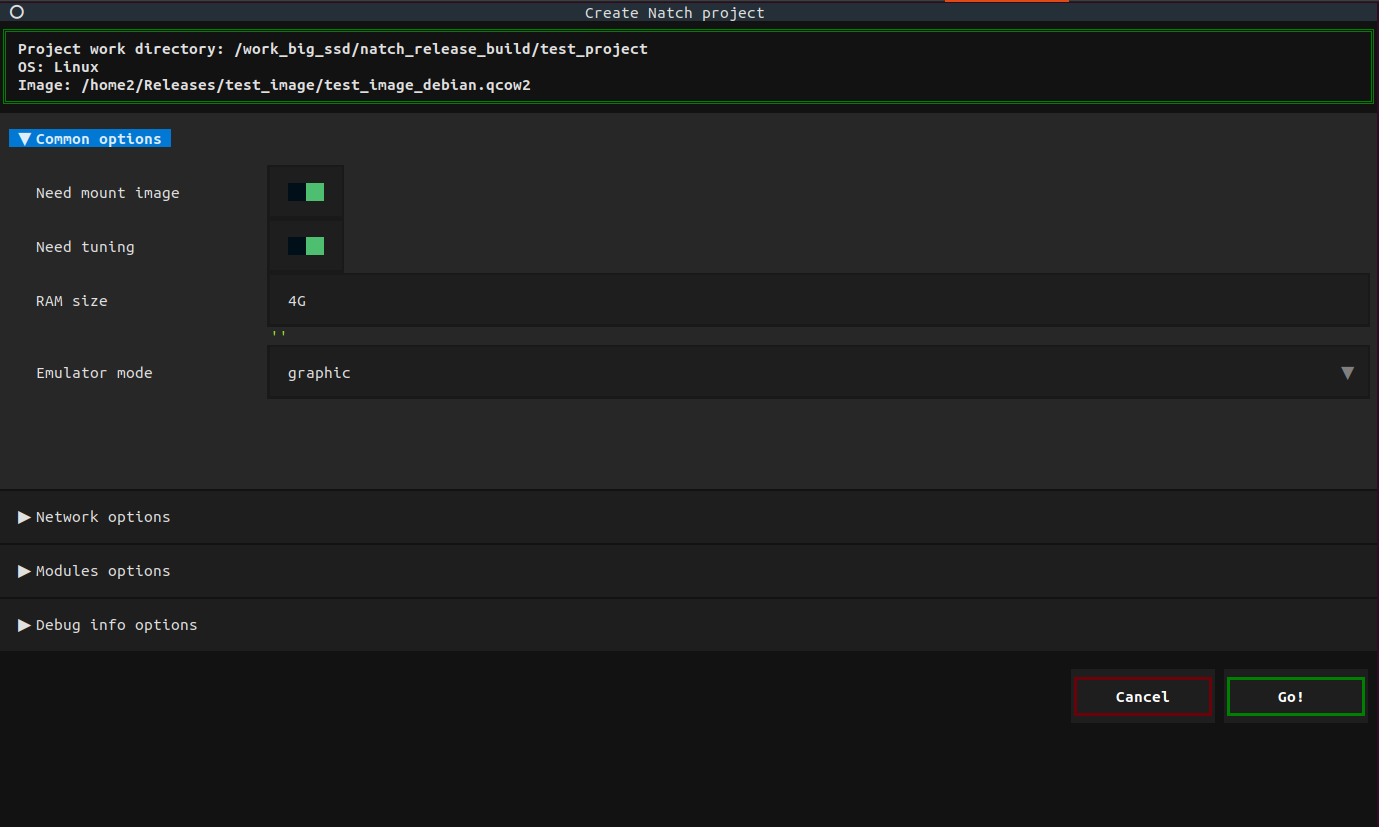 Create Natch project
Project work directory: /work_big_ssd/natch_release_build/test_project
OS: Linux
Image: /home2/Releases/test_image/test_image_debian.qcow2
▼ Common options
Need mount image
Need tuning
RAM size 4G
''
Emulator mode graphic ▼
▶ Network options
▶ Modules options
▶ Debug info options
Cancel Go!